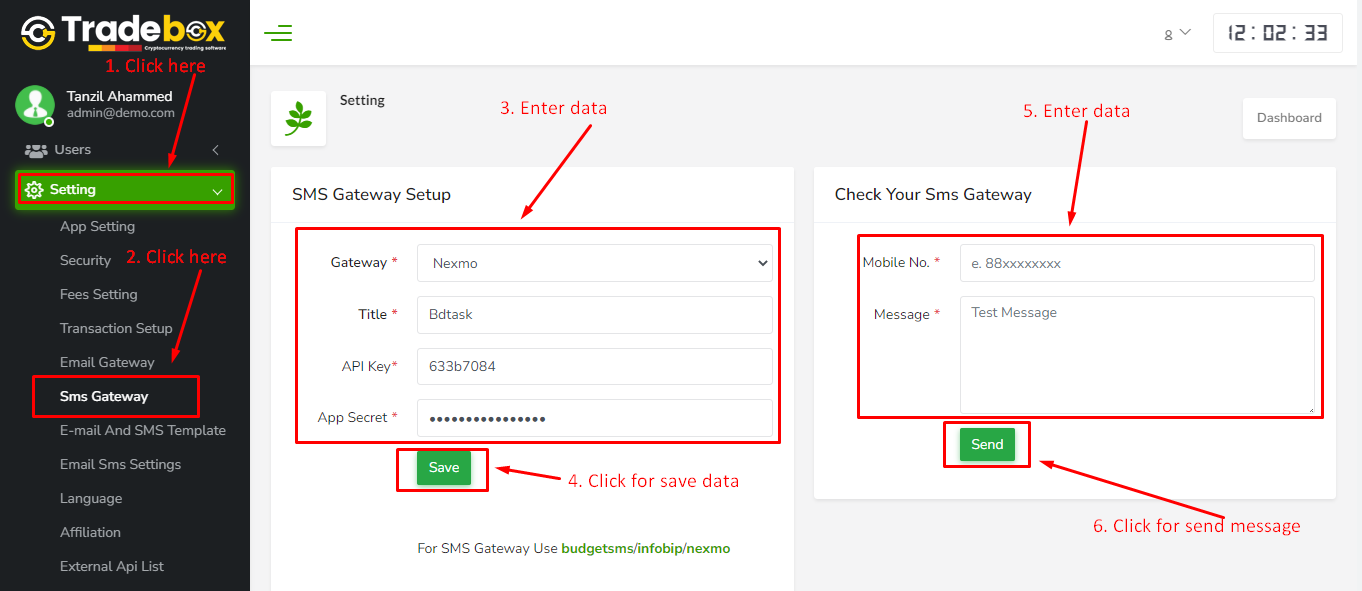 Tradebox
Cryptocurrency trading software
1. Click here
Tanzil Ahammed
admin@demo.com
Users
Setting
App Setting
Security
2. Click here
Fees Setting
Transaction Setup
Email Gateway
Sms Gateway
E-mail And SMS Template
Email Sms Settings
Language
Affiliation
External Api List
12:02:33
Setting
Dashboard
3. Enter data
SMS Gateway Setup
Gateway * Nexmo
Title * Bdtask
API Key* 633b7084
App Secret * ••••••••••••••••
Save
4. Click for save data
For SMS Gateway Use budgetsms/infobip/nexmo
5. Enter data
Check Your Sms Gateway
Mobile No. * e. 88xxxxxxxx
Message * Test Message
Send
6. Click for send message